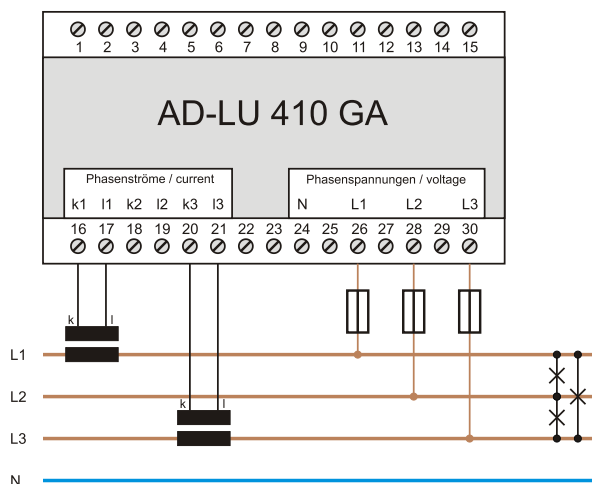 1 2 3 4 5 6 7 8 9 10 11 12 13 14 15
AD-LU 410 GA
Phasenströme / current
Phasenspannungen / voltage
k1 l1 k2 l2 k3 l3
N L1 L2 L3
16 17 18 19 20 21 22 23 24 25 26 27 28 29 30
k l
L1
L2
k l
L3
N